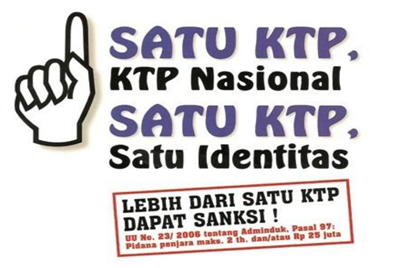 SATU KTP,
KTP Nasional
SATU KTP,
Satu Identitas
LEBIH DARI SATU KTP
DAPAT SANKSI !
UU No. 23/ 2006 tentang Adminduk, Pasal 97:
Pidana penjara maks. 2 th. dan/atau Rp 25 juta